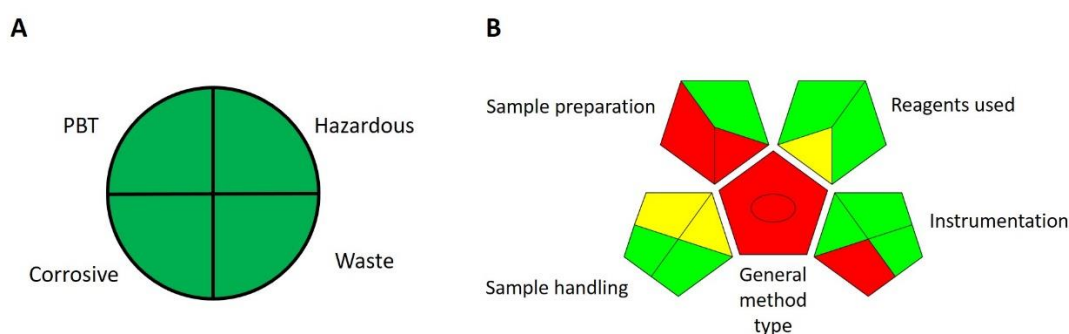 A
PBT
Hazardous
Corrosive
Waste
B
Sample preparation
Reagents used
Sample handling
Instrumentation
General
method
type